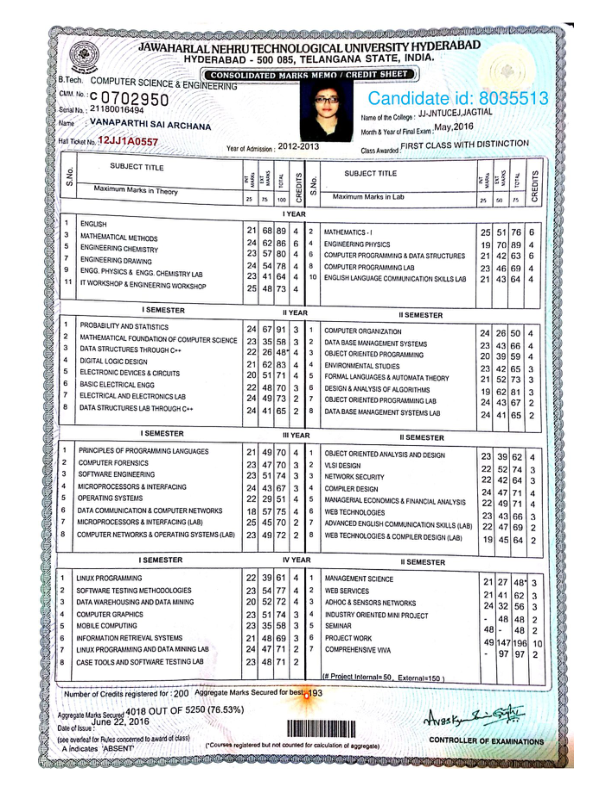 JAWAHARLAL NEHRU TECHNOLOGICAL UNIVERSITY HYDERABAD
HYDERABAD - 500 085, TELANGANA STATE, INDIA.
CONSOLIDATED MARKS MEMO / CREDIT SHEET
B.Tech. COMPUTER SCIENCE & ENGINEERING
CMM No. : C 0702950
Candidate id: 8035513
Serial No. : 21180016494
Name of the College : JJ-JNTUCEJ,JAGTIAL
Name : VANAPARTHI SAI ARCHANA
Month & Year of Final Exam : May,2016
Hall Ticket No. 12JJ1A0557
Year of Admission : 2012-2013
Class Awarded : FIRST CLASS WITH DISTINCTION
S.No. SUBJECT TITLE INT MARKS EXT MARKS TOTAL CREDITS S.No. SUBJECT TITLE INT MARKS EXT MARKS TOTAL CREDITS
Maximum Marks in Theory 25 75 100 Maximum Marks in Lab 25 50 75
I YEAR
1 ENGLISH 21 68 89 4
3 MATHEMATICAL METHODS 24 62 86 6
5 ENGINEERING CHEMISTRY 23 57 80 4
7 ENGINEERING DRAWING 24 54 78 4
9 ENGG. PHYSICS & ENGG. CHEMISTRY LAB 23 41 64 4
11 IT WORKSHOP & ENGINEERING WORKSHOP 25 48 73 4
2 MATHEMATICS - I 25 51 76 6
4 ENGINEERING PHYSICS 19 70 89 4
6 COMPUTER PROGRAMMING & DATA STRUCTURES 21 42 63 6
8 COMPUTER PROGRAMMING LAB 23 46 69 4
10 ENGLISH LANGUAGE COMMUNICATION SKILLS LAB 21 43 64 4
I SEMESTER II YEAR II SEMESTER
1 PROBABILITY AND STATISTICS 24 67 91 3
2 MATHEMATICAL FOUNDATION OF COMPUTER SCIENCE 23 35 58 3
3 DATA STRUCTURES THROUGH C++ 22 26 48* 4
4 DIGITAL LOGIC DESIGN 21 62 83 4
5 ELECTRONIC DEVICES & CIRCUITS 20 51 71 4
6 BASIC ELECTRICAL ENGG 22 48 70 3
7 ELECTRICAL AND ELECTRONICS LAB 24 49 73 2
8 DATA STRUCTURES LAB THROUGH C++ 24 41 65 2
1 COMPUTER ORGANIZATION 24 26 50 4
2 DATA BASE MANAGEMENT SYSTEMS 23 43 66 4
3 OBJECT ORIENTED PROGRAMMING 20 39 59 4
4 ENVIRONMENTAL STUDIES 23 42 65 3
5 FORMAL LANGUAGES & AUTOMATA THEORY 21 52 73 3
6 DESIGN & ANALYSIS OF ALGORITHMS 19 62 81 3
7 OBJECT ORIENTED PROGRAMMING LAB 24 43 67 2
8 DATA BASE MANAGEMENT SYSTEMS LAB 24 41 65 2
I SEMESTER III YEAR II SEMESTER
1 PRINCIPLES OF PROGRAMMING LANGUAGES 21 49 70 4
2 COMPUTER FORENSICS 23 47 70 3
3 SOFTWARE ENGINEERING 23 51 74 3
4 MICROPROCESSORS & INTERFACING 24 43 67 3
5 OPERATING SYSTEMS 22 29 51 4
6 DATA COMMUNICATION & COMPUTER NETWORKS 18 57 75 4
7 MICROPROCESSORS & INTERFACING (LAB) 25 45 70 2
8 COMPUTER NETWORKS & OPERATING SYSTEMS (LAB) 23 49 72 2
1 OBJECT ORIENTED ANALYSIS AND DESIGN 23 39 62 4
2 VLSI DESIGN 22 52 74 3
3 NETWORK SECURITY 22 42 64 3
4 COMPILER DESIGN 24 47 71 4
5 MANAGERIAL ECONOMICS & FINANCIAL ANALYSIS 22 49 71 4
6 WEB TECHNOLOGIES 23 43 66 3
7 ADVANCED ENGLISH COMMUNICATION SKILLS (LAB) 22 47 69 2
8 WEB TECHNOLOGIES & COMPILER DESIGN (LAB) 19 45 64 2
I SEMESTER IV YEAR II SEMESTER
1 LINUX PROGRAMMING 22 39 61 4
2 SOFTWARE TESTING METHODOLOGIES 23 54 77 4
3 DATA WAREHOUSING AND DATA MINING 20 52 72 4
4 COMPUTER GRAPHICS 23 51 74 3
5 MOBILE COMPUTING 23 35 58 3
6 INFORMATION RETRIEVAL SYSTEMS 21 48 69 3
7 LINUX PROGRAMMING AND DATA MINING LAB 24 47 71 2
8 CASE TOOLS AND SOFTWARE TESTING LAB 23 48 71 2
1 MANAGEMENT SCIENCE 21 27 48* 3
2 WEB SERVICES 21 41 62 3
3 ADHOC & SENSORS NETWORKS 24 32 56 3
4 INDUSTRY ORIENTED MINI PROJECT - 48 48 2
5 SEMINAR 48 - 48 2
6 PROJECT WORK 49 147 196 10
7 COMPREHENSIVE VIVA - 97 97 2
(# Project Internal= 50, External=150 )
Number of Credits registered for : 200 Aggregate Marks Secured for best : 193
Aggregate Marks Secured 4018 OUT OF 5250 (76.53%)
Date of Issue : June 22, 2016
(see overleaf for Rules concerned to award of class)
A indicates 'ABSENT'
(*Courses registered but not counted for calculation of aggregate)
CONTROLLER OF EXAMINATIONS